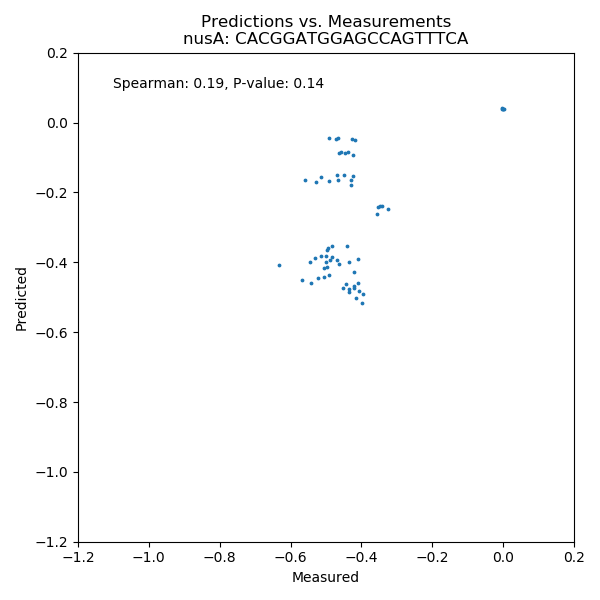 Predictions vs. Measurements
nusA: CACGGATGGAGCCAGTTTCA
Spearman: 0.19, P-value: 0.14
0.2
0.0
−0.2
−0.4
−0.6
−0.8
−1.0
−1.2
Predicted
−1.2 −1.0 −0.8 −0.6 −0.4 −0.2 0.0 0.2
Measured